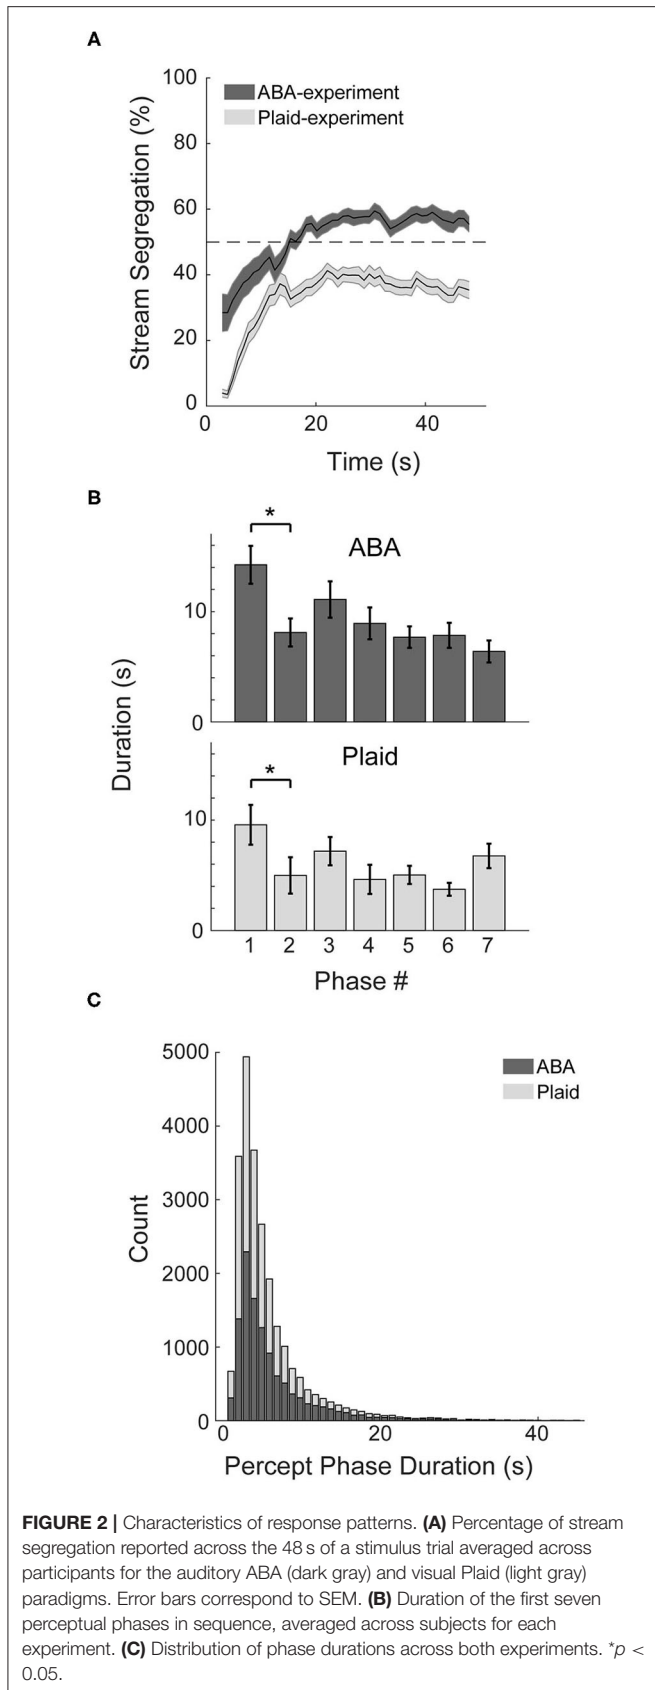 A
100
80
60
40
20
0
Stream Segregation (%)
ABA-experiment
Plaid-experiment
0 20 40
Time (s)
B
*
ABA
10
0
Duration (s)
*
Plaid
10
0
1 2 3 4 5 6 7
Phase #
C
5000
4000
3000
2000
1000
0
Count
ABA
Plaid
20 40
Percept Phase Duration (s)
FIGURE 2 | Characteristics of response patterns. (A) Percentage of stream
segregation reported across the 48 s of a stimulus trial averaged across
participants for the auditory ABA (dark gray) and visual Plaid (light gray)
paradigms. Error bars correspond to SEM. (B) Duration of the first seven
perceptual phases in sequence, averaged across subjects for each
experiment. (C) Distribution of phase durations across both experiments. *p <
0.05.